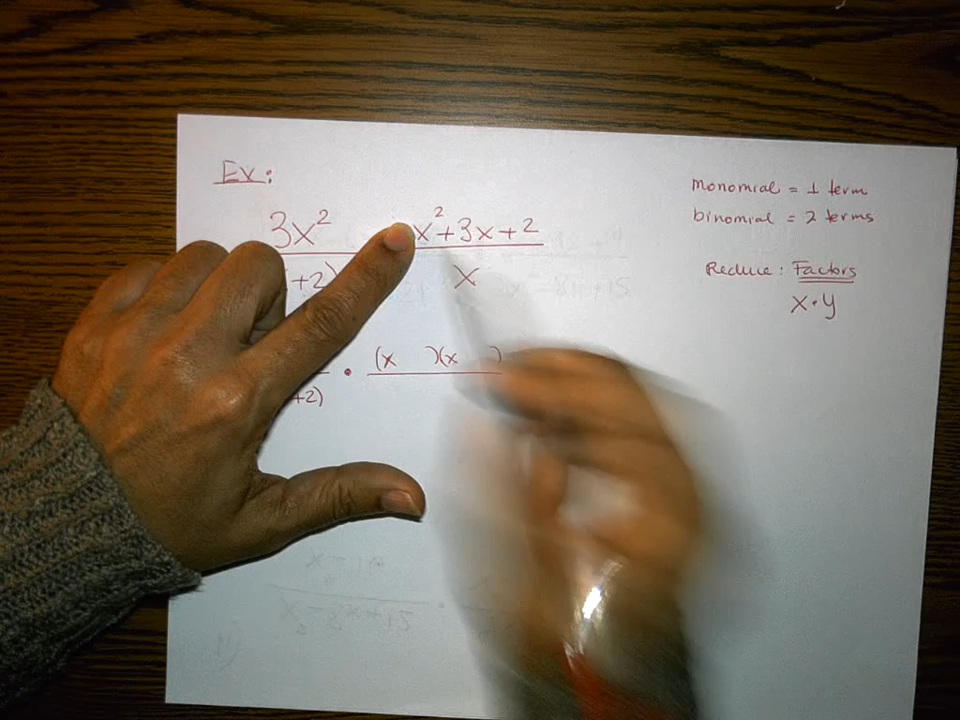 Ex:
3x² x²+3x+2
+2) x
• (x )(x )
+2)
monomial = 1 term
binomial = 2 terms
Reduce: Factors
x•y